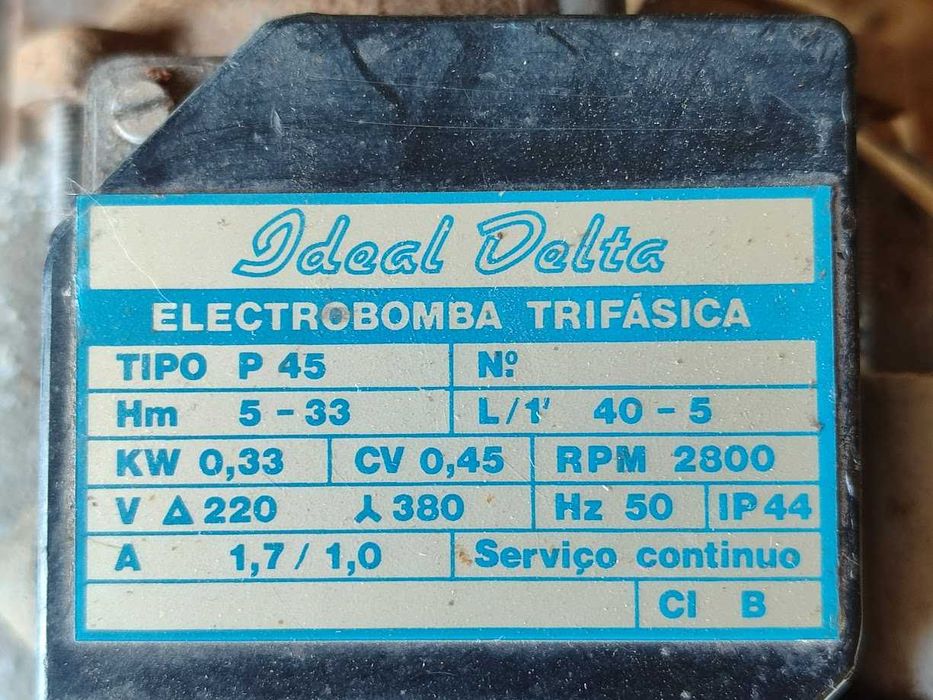 Ideal Delta
ELECTROBOMBA TRIFÁSICA
TIPO P 45 Nº
Hm 5 - 33 L/1' 40 - 5
KW 0,33 CV 0,45 RPM 2800
V Δ 220 ⅄ 380 Hz 50 IP 44
A 1,7 / 1,0 Serviço continuo
Cl B